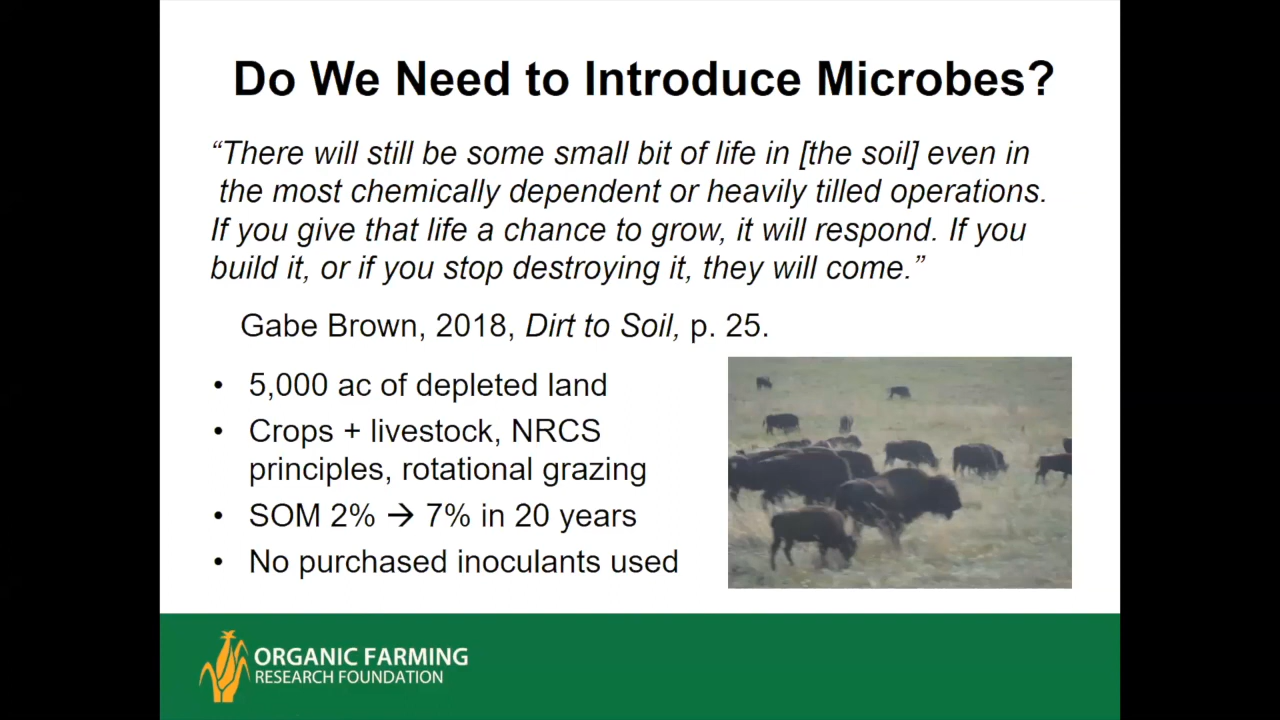 Do We Need to Introduce Microbes?
“There will still be some small bit of life in [the soil] even in
the most chemically dependent or heavily tilled operations.
If you give that life a chance to grow, it will respond. If you
build it, or if you stop destroying it, they will come.”
Gabe Brown, 2018, Dirt to Soil, p. 25.
• 5,000 ac of depleted land
• Crops + livestock, NRCS
principles, rotational grazing
• SOM 2% → 7% in 20 years
• No purchased inoculants used
ORGANIC FARMING
RESEARCH FOUNDATION